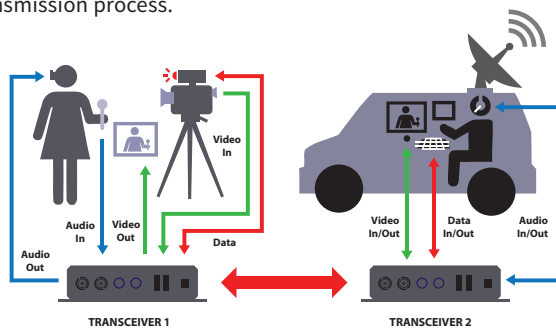 nsmission process.
Video
In
Audio
In
Video
Out
Data
Audio
Out
Video
In/Out
Data
In/Out
Audio
In/Out
TRANSCEIVER 1
TRANSCEIVER 2